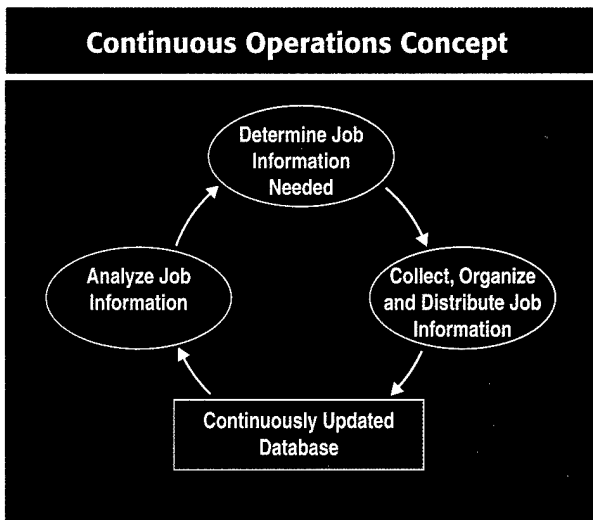 Continuous Operations Concept
Determine Job
Information
Needed
Collect, Organize
and Distribute Job
Information
Continuously Updated
Database
Analyze Job
Information